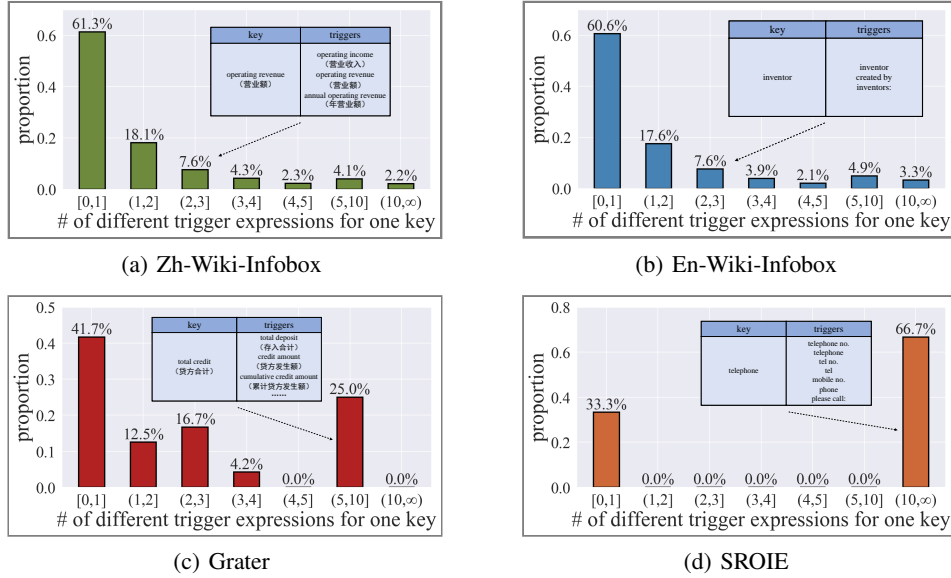 61.3%
0.6
0.4
0.2
0.0
proportion
key
triggers
operating revenue
（营业额）
operating income
（营业收入）
operating revenue
（营业额）
annual operating revenue
（年营业额）
18.1%
7.6%
4.3%
2.3%
4.1%
2.2%
[0,1] (1,2] (2,3] (3,4] (4,5] (5,10] (10,∞)
# of different trigger expressions for one key
(a) Zh-Wiki-Infobox
60.6%
0.6
0.4
0.2
0.0
proportion
key
triggers
inventor
inventor
created by
inventors:
17.6%
7.6%
3.9%
2.1%
4.9%
3.3%
[0,1] (1,2] (2,3] (3,4] (4,5] (5,10] (10,∞)
# of different trigger expressions for one key
(b) En-Wiki-Infobox
0.5
0.4
0.3
0.2
0.1
0.0
proportion
41.7%
key
triggers
total credit
（贷方合计）
total deposit
（存入合计）
credit amount
（贷方发生额）
cumulative credit amount
（累计贷方发生额）
......
12.5%
16.7%
4.2%
0.0%
25.0%
0.0%
[0,1] (1,2] (2,3] (3,4] (4,5] (5,10] (10,∞)
# of different trigger expressions for one key
(c) Grater
0.8
0.6
0.4
0.2
0.0
proportion
key
triggers
telephone
telephone no.
telephone
tel no.
tel
mobile no.
phone
please call:
33.3%
0.0%
0.0%
0.0%
0.0%
0.0%
66.7%
[0,1] (1,2] (2,3] (3,4] (4,5] (5,10] (10,∞)
# of different trigger expressions for one key
(d) SROIE